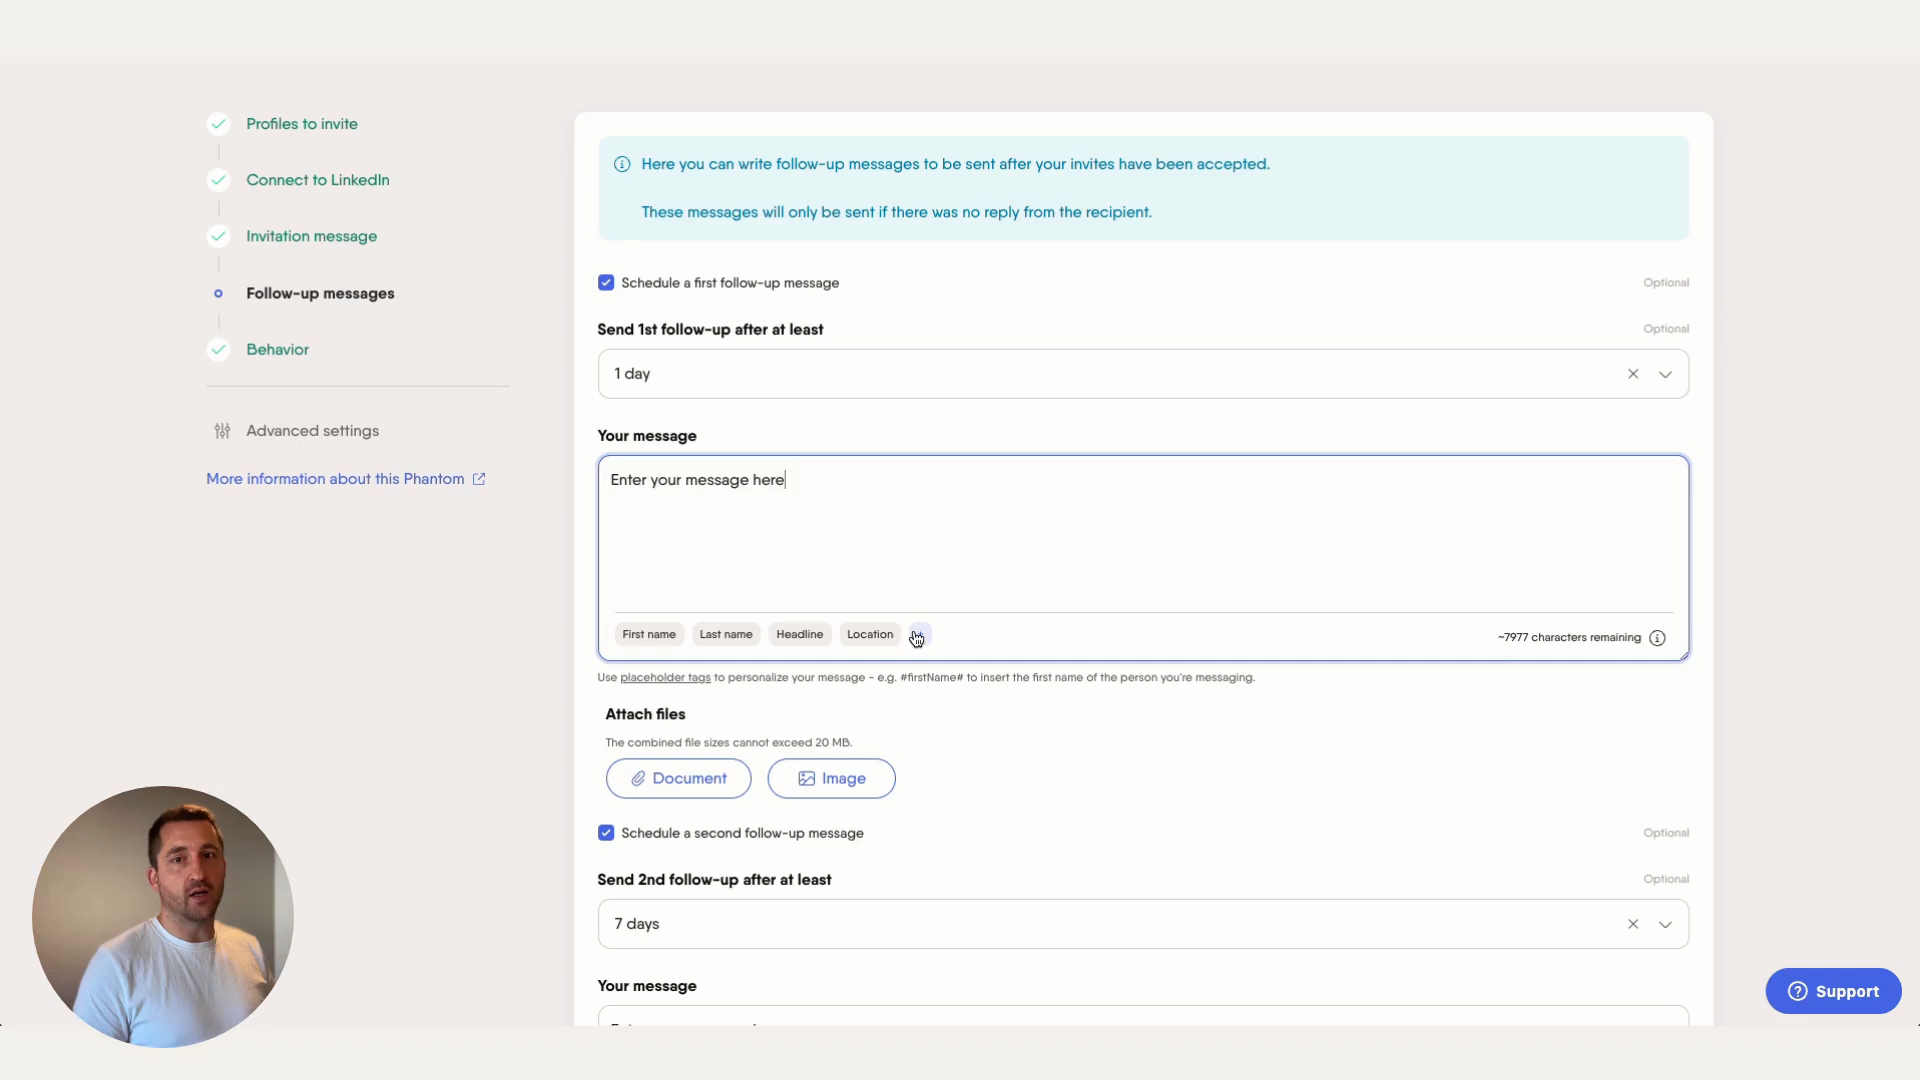 Profiles to invite
Connect to LinkedIn
Invitation message
Follow-up messages
Behavior
Advanced settings
More information about this Phantom
Here you can write follow-up messages to be sent after your invites have been accepted.
These messages will only be sent if there was no reply from the recipient.
Schedule a first follow-up message
Optional
Send 1st follow-up after at least
Optional
1 day
Your message
Enter your message here
First name
Last name
Headline
Location
~7977 characters remaining
Use placeholder tags to personalize your message – e.g. #firstName# to insert the first name of the person you're messaging.
Attach files
The combined file sizes cannot exceed 20 MB.
Document
Image
Schedule a second follow-up message
Optional
Send 2nd follow-up after at least
Optional
7 days
Your message
Support